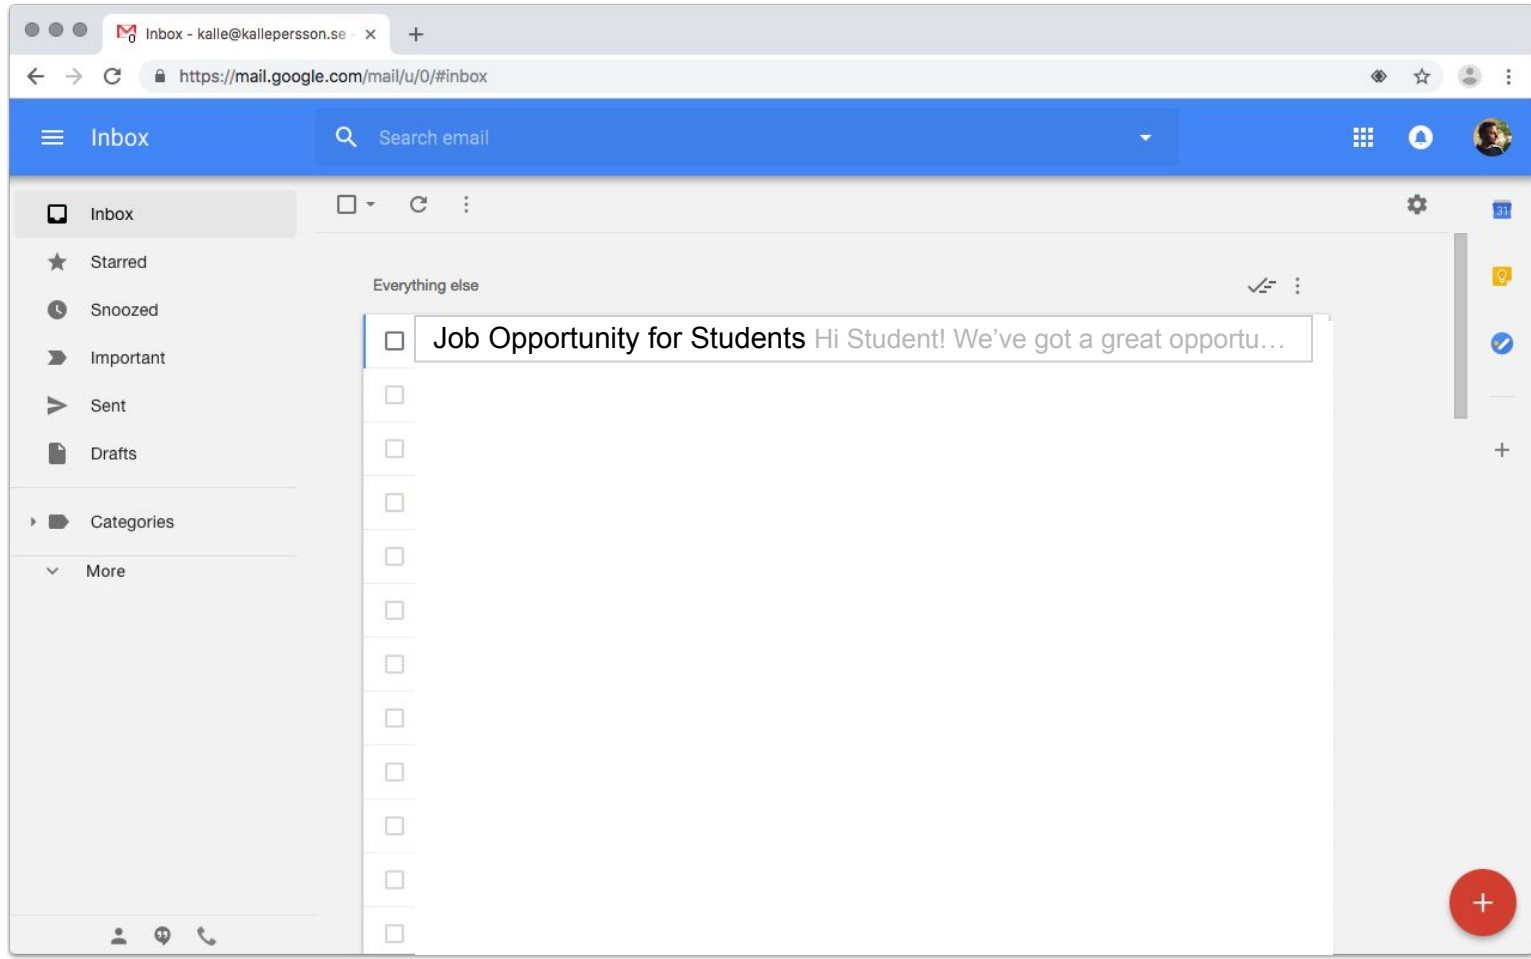 Inbox - kalle@kallepersson.se
https://mail.google.com/mail/u/0/#inbox
Inbox
Search email
Inbox
31
Starred
Everything else
Snoozed
Job Opportunity for Students Hi Student! We’ve got a great opportu…
Important
Sent
Drafts
Categories
More